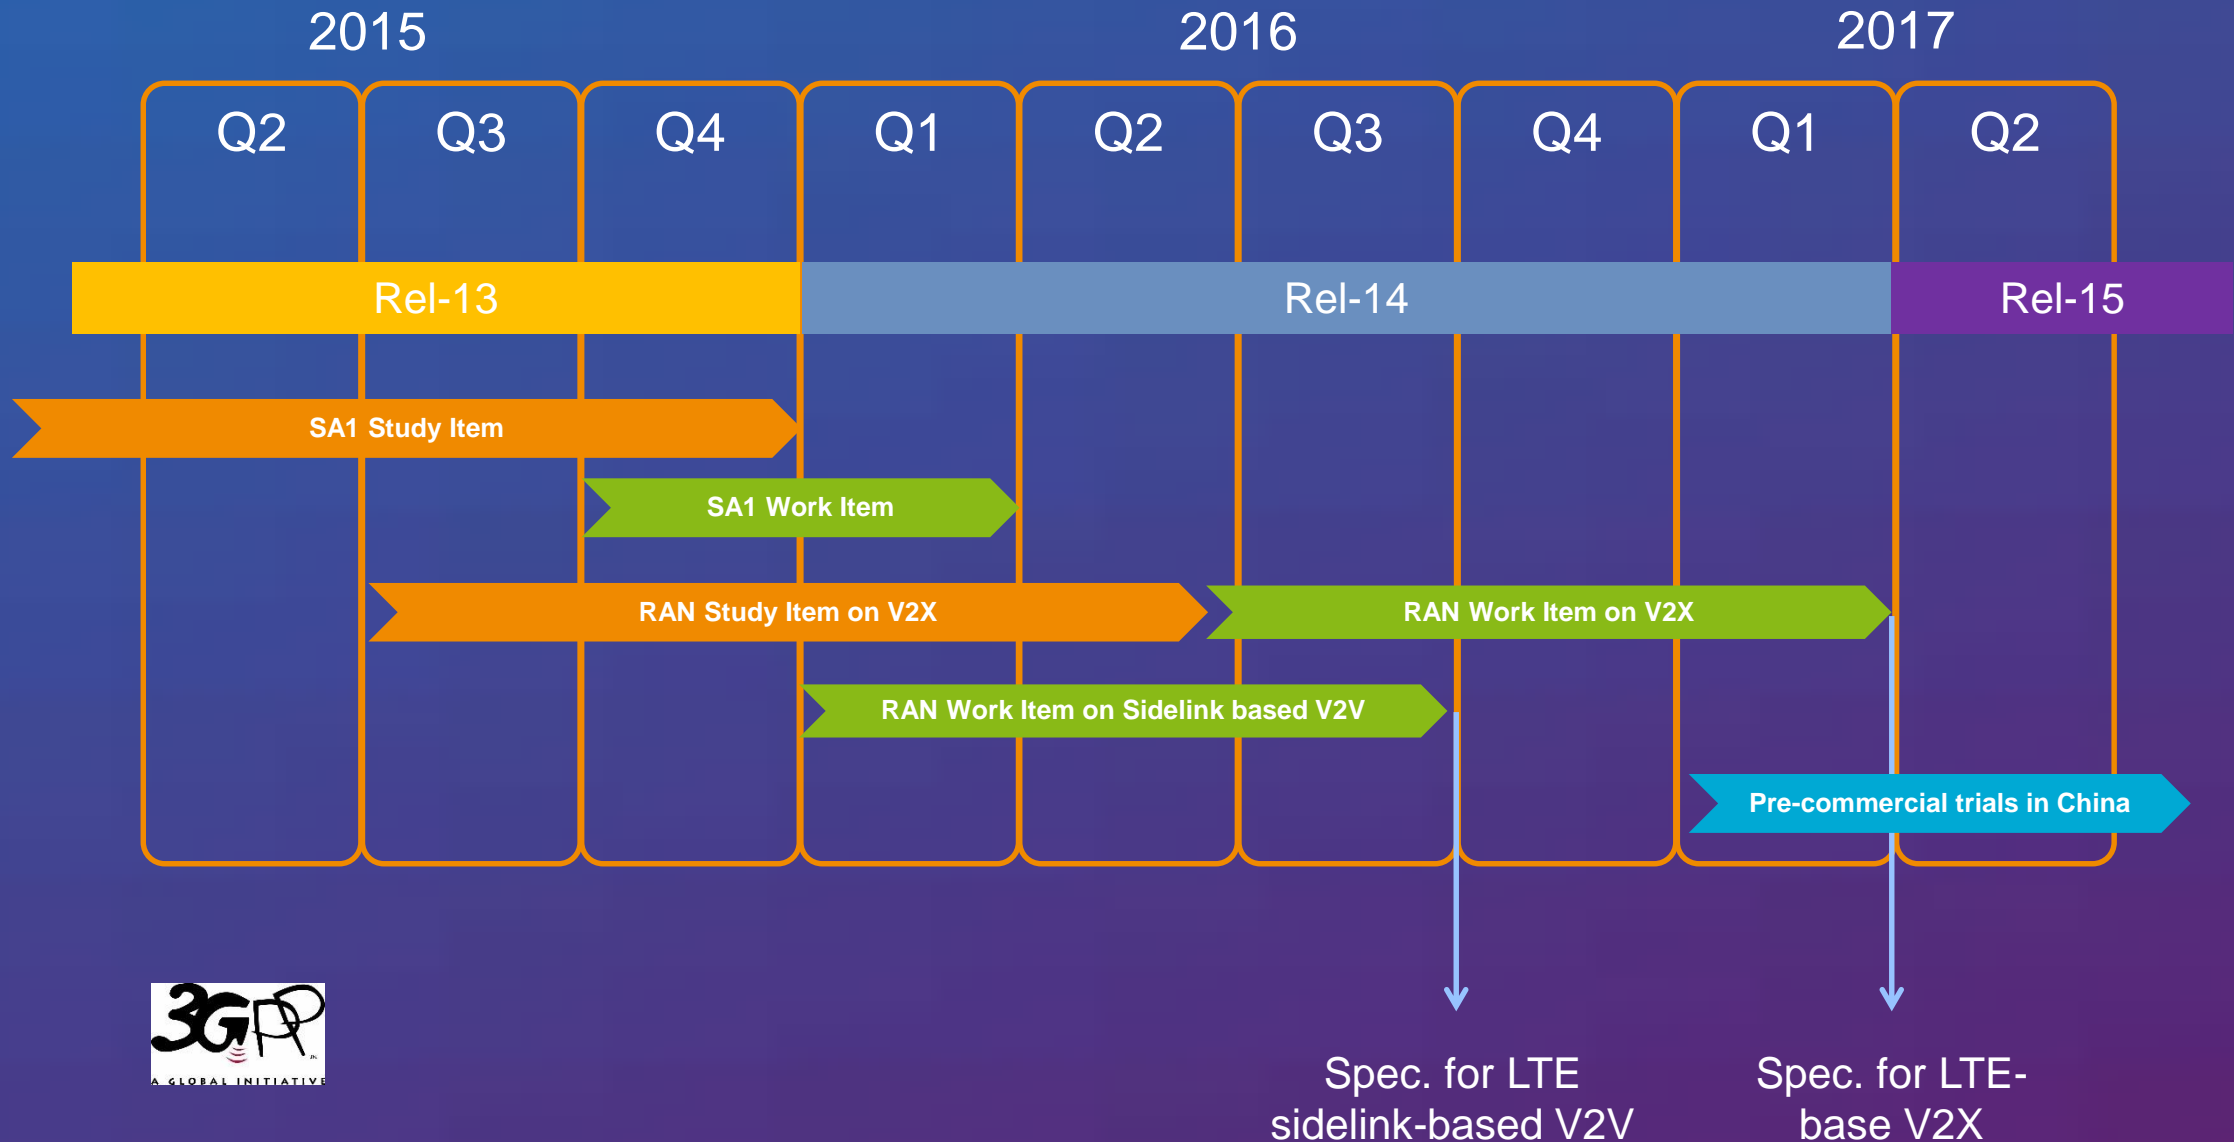 2015 2016 2017
Q2 Q3 Q4 Q1 Q2 Q3 Q4 Q1 Q2
Rel-13 Rel-14 Rel-15
SA1 Study Item
SA1 Work Item
RAN Study Item on V2X RAN Work Item on V2X
RAN Work Item on Sidelink based V2V
Pre-commercial trials in China
3GPP
A GLOBAL INITIATIVE
Spec. for LTE
sidelink-based V2V
Spec. for LTE-
base V2X